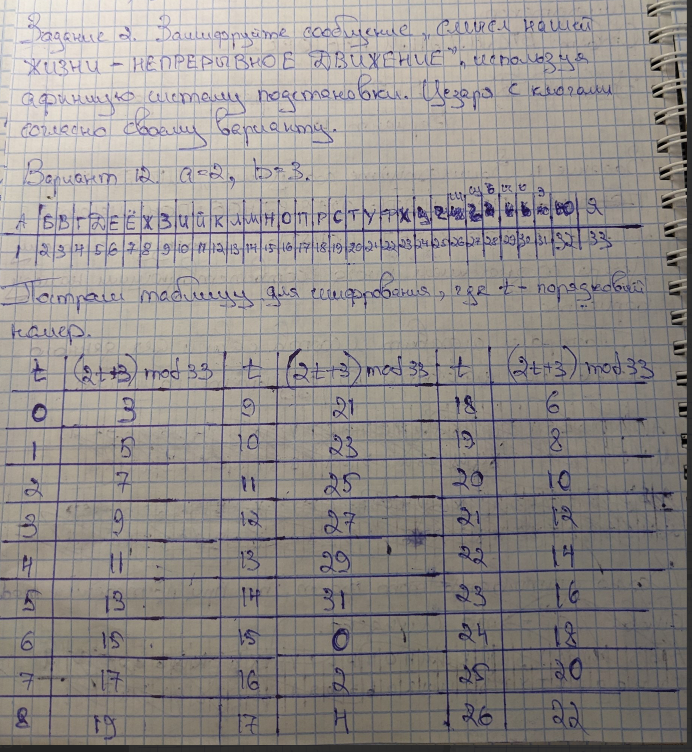 Задание 2. Зашифруйте сообщение „смысл нашей
жизни – НЕПРЕРЫВНОЕ ДВИЖЕНИЕ", используя
афинную систему подстановки. Цезаря с ключами
согласно своему варианту.
Вариант 12 a=2, b=3.
А Б В Г Д Е Ё Ж З И Й К Л М Н О П Р С Т У Ф Х Ц Ч Ш Щ Ъ Ы Ь Э Ю Я
1 2 3 4 5 6 7 8 9 10 11 12 13 14 15 16 17 18 19 20 21 22 23 24 25 26 27 28 29 30 31 32 33
Построим таблицу для шифрования, где t – порядковый
номер.
t (2t+3) mod 33 t (2t+3) mod 33 t (2t+3) mod 33
0 3 9 21 18 6
1 5 10 23 19 8
2 7 11 25 20 10
3 9 12 27 21 12
4 11 13 29 22 14
5 13 14 31 23 16
6 15 15 0 24 18
7 17 16 2 25 20
8 19 17 4 26 22